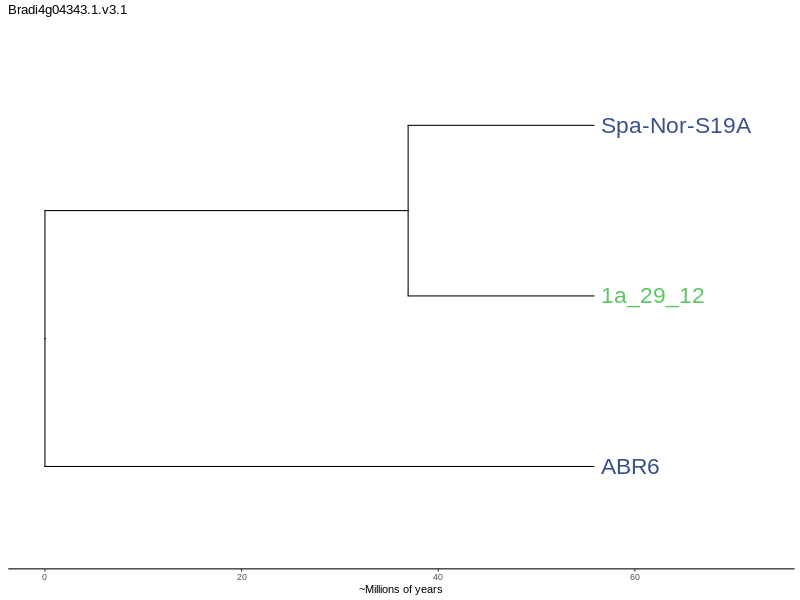 Bradi4g04343.1.v3.1
Spa-Nor-S19A
1a_29_12
ABR6
0 20 40 60
~Millions of years